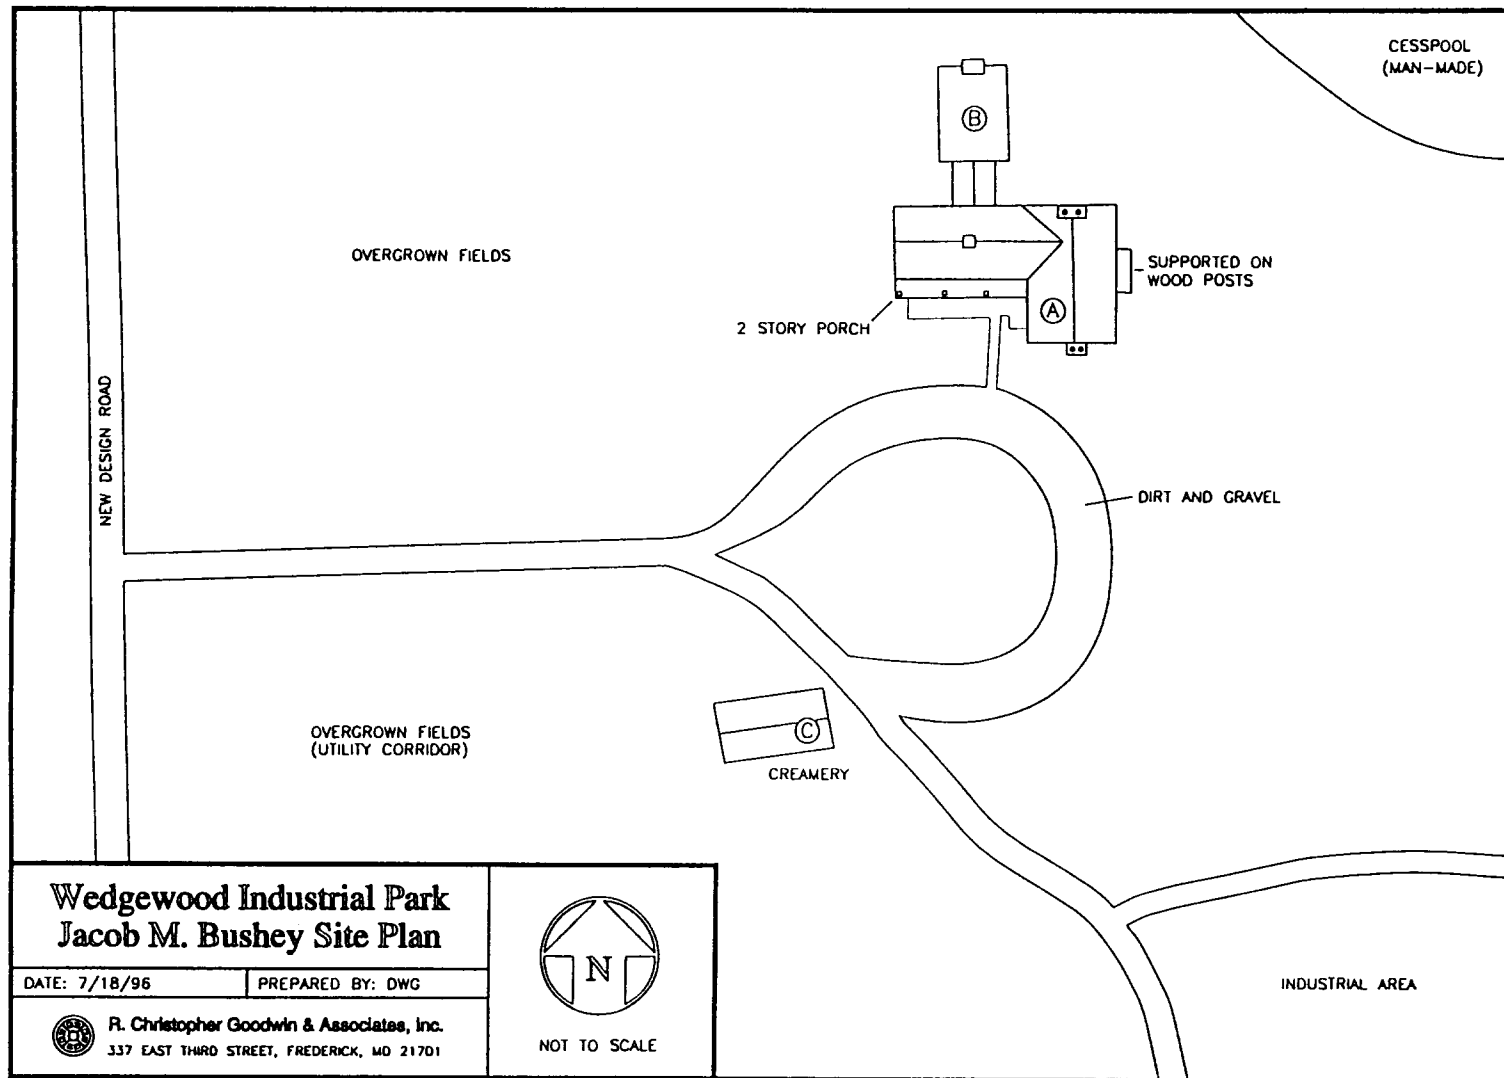 CESSPOOL
(MAN-MADE)
B
OVERGROWN FIELDS
SUPPORTED ON
WOOD POSTS
A
2 STORY PORCH
NEW DESIGN ROAD
DIRT AND GRAVEL
OVERGROWN FIELDS
(UTILITY CORRIDOR)
C
CREAMERY
INDUSTRIAL AREA
Wedgewood Industrial Park
Jacob M. Bushey Site Plan
DATE: 7/18/96
PREPARED BY: DWG
R. Christopher Goodwin & Associates, Inc.
337 EAST THIRD STREET, FREDERICK, MD 21701
N
NOT TO SCALE